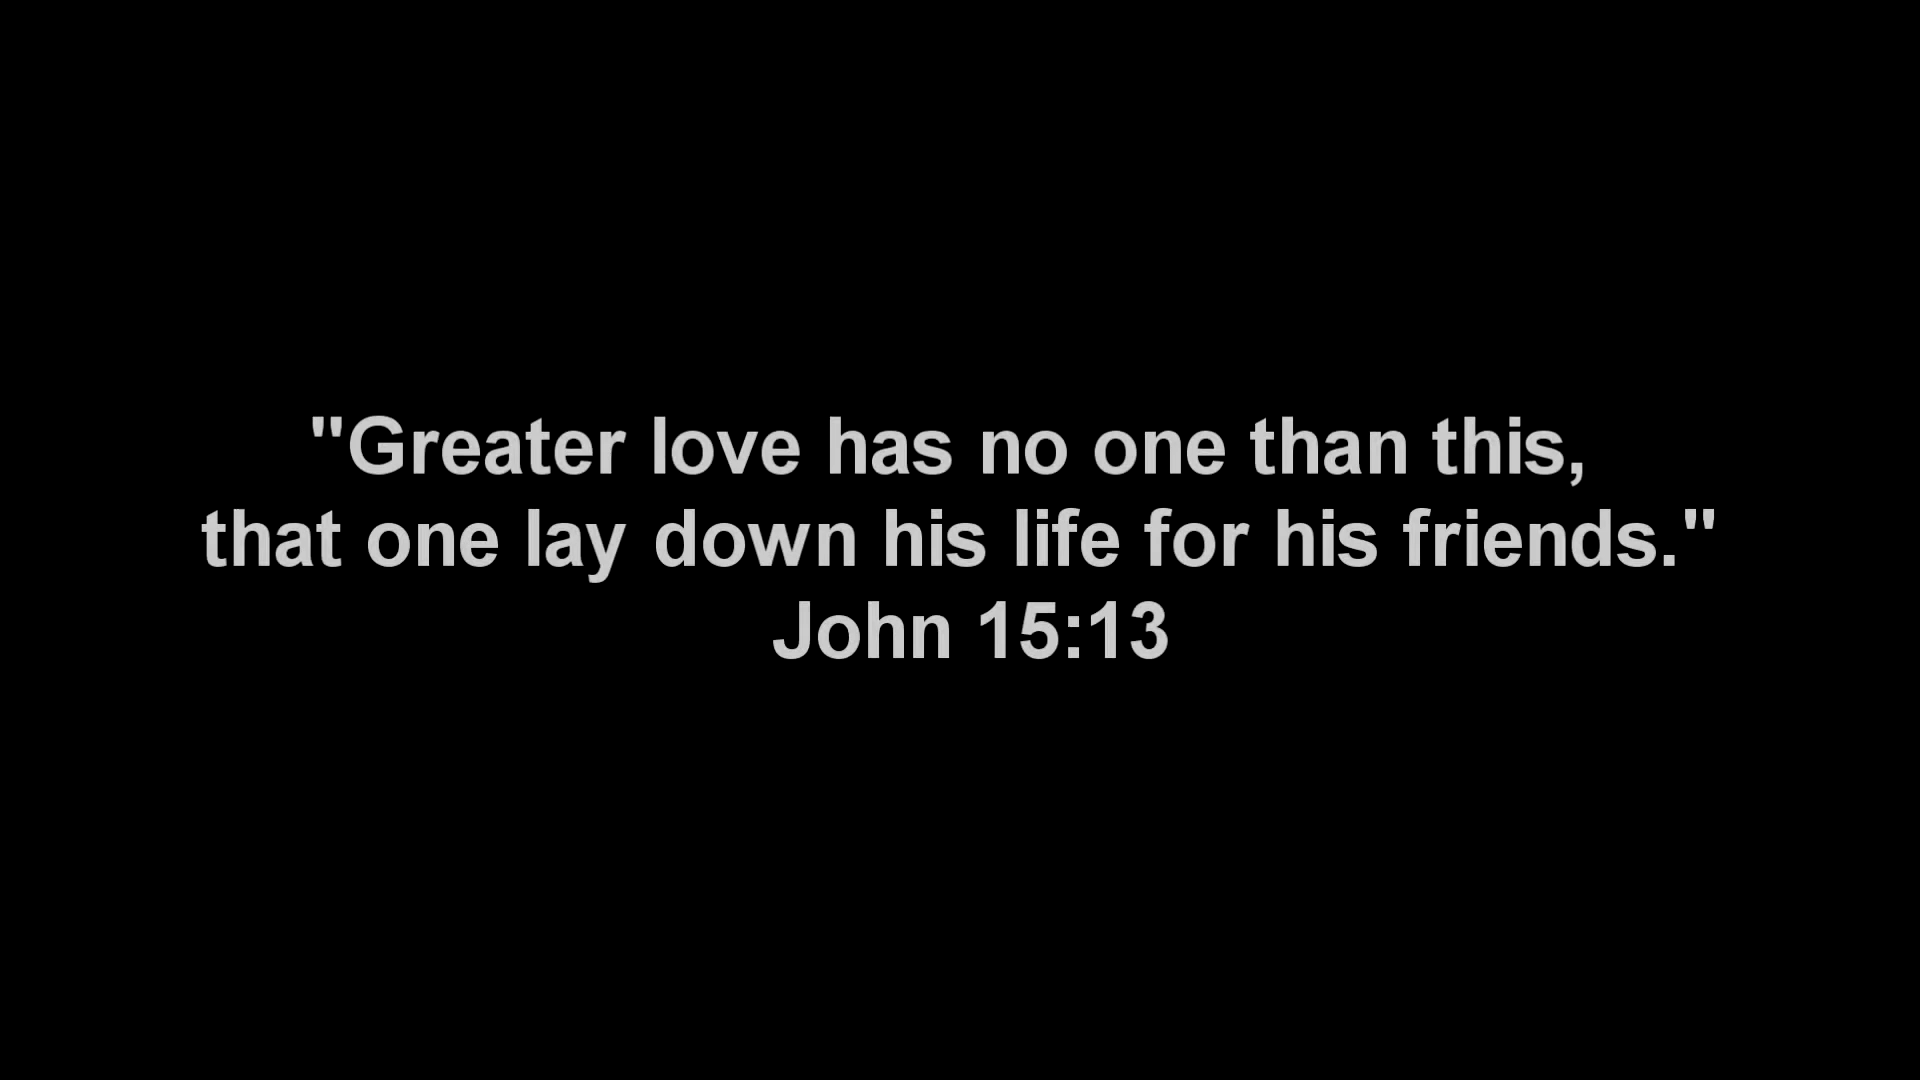 "Greater love has no one than this,
that one lay down his life for his friends."
John 15:13